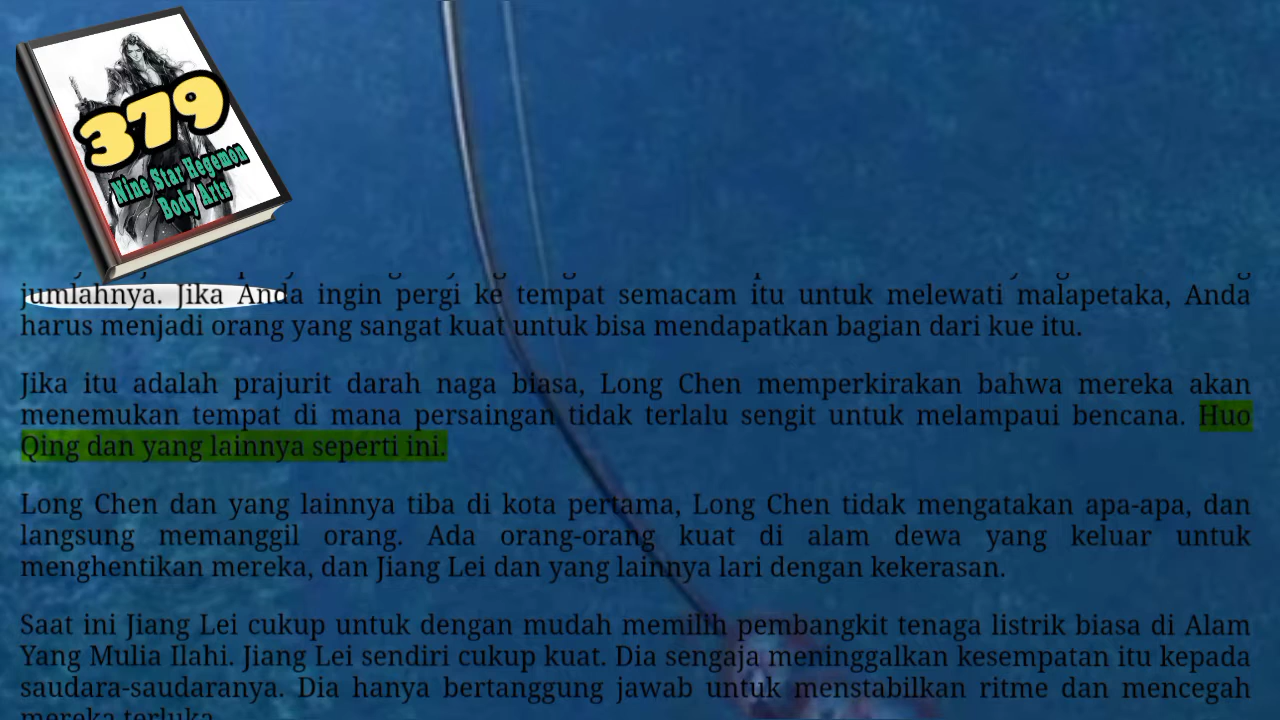 379
Nine Star Hegemon
Body Arts
jumlahnya. Jika Anda ingin pergi ke tempat semacam itu untuk melewati malapetaka, Anda
harus menjadi orang yang sangat kuat untuk bisa mendapatkan bagian dari kue itu.
Jika itu adalah prajurit darah naga biasa, Long Chen memperkirakan bahwa mereka akan
menemukan tempat di mana persaingan tidak terlalu sengit untuk melampaui bencana. Huo
Qing dan yang lainnya seperti ini.
Long Chen dan yang lainnya tiba di kota pertama, Long Chen tidak mengatakan apa-apa, dan
langsung memanggil orang. Ada orang-orang kuat di alam dewa yang keluar untuk
menghentikan mereka, dan Jiang Lei dan yang lainnya lari dengan kekerasan.
Saat ini Jiang Lei cukup untuk dengan mudah memilih pembangkit tenaga listrik biasa di Alam
Yang Mulia Ilahi. Jiang Lei sendiri cukup kuat. Dia sengaja meninggalkan kesempatan itu kepada
saudara-saudaranya. Dia hanya bertanggung jawab untuk menstabilkan ritme dan mencegah
mereka terluka.